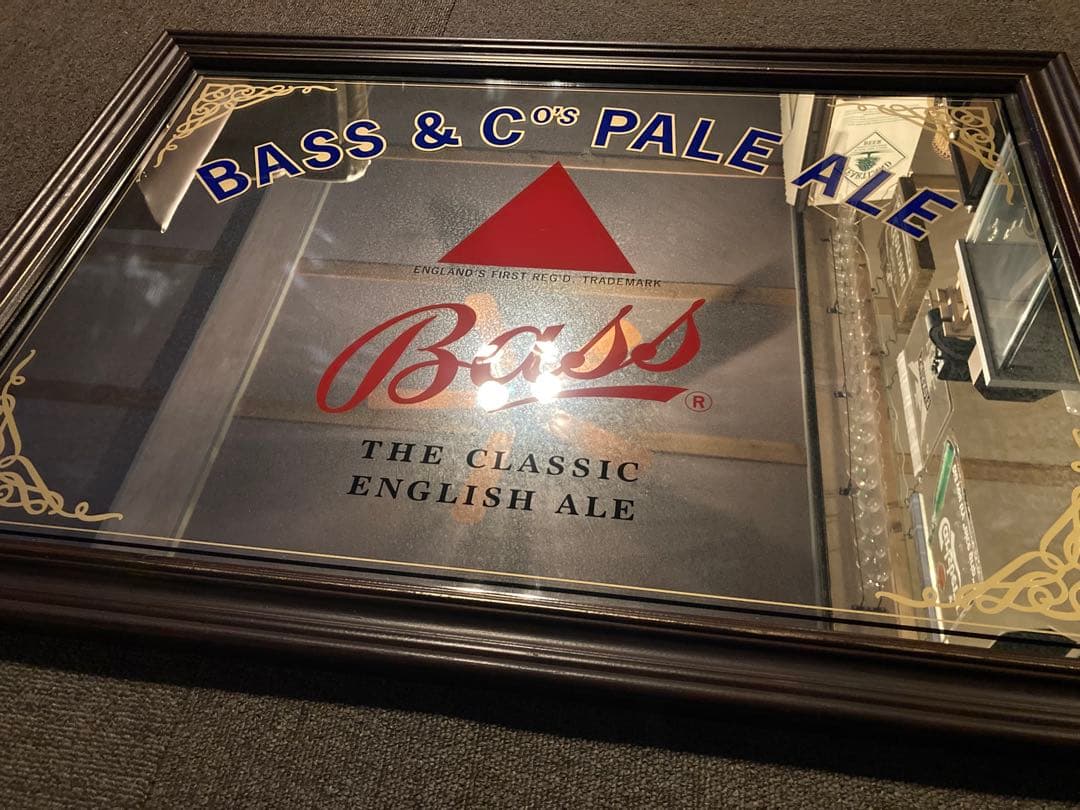 BASS & CO'S PALE ALE
ENGLAND'S FIRST REG'D. TRADEMARK
Bass ®
THE CLASSIC
ENGLISH ALE